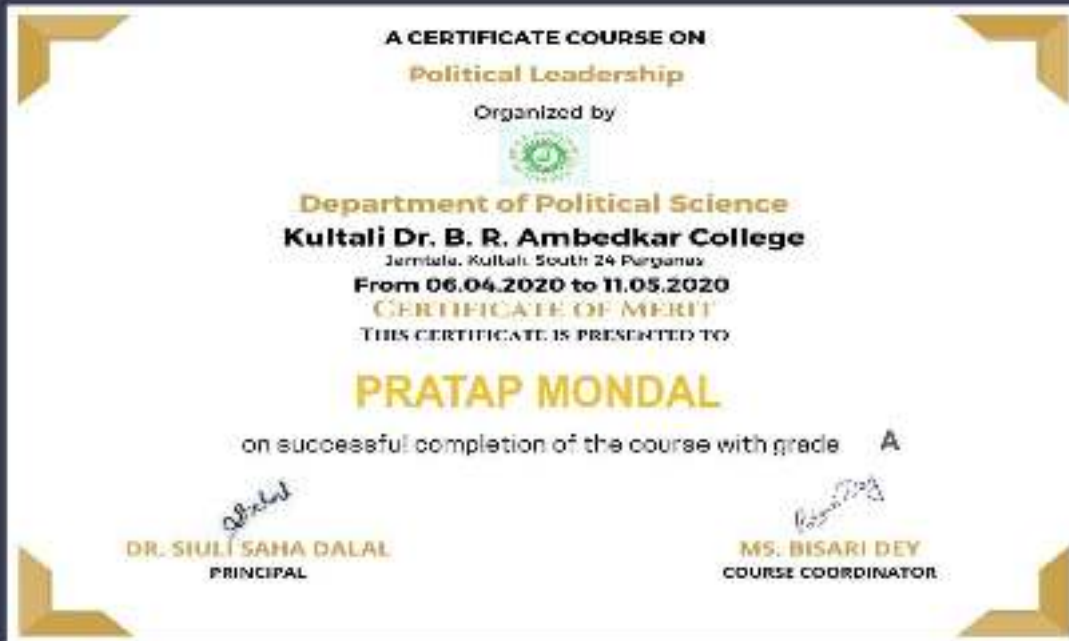 A CERTIFICATE COURSE ON
Political Leadership
Organized by
Department of Political Science
Kultali Dr. B. R. Ambedkar College
Jamtala, Kultali, South 24 Parganas
From 06.04.2020 to 11.05.2020
CERTIFICATE OF MERIT
THIS CERTIFICATE IS PRESENTED TO
PRATAP MONDAL
on successful completion of the course with grade A
DR. SIULI SAHA DALAL
PRINCIPAL
MS. BISARI DEY
COURSE COORDINATOR